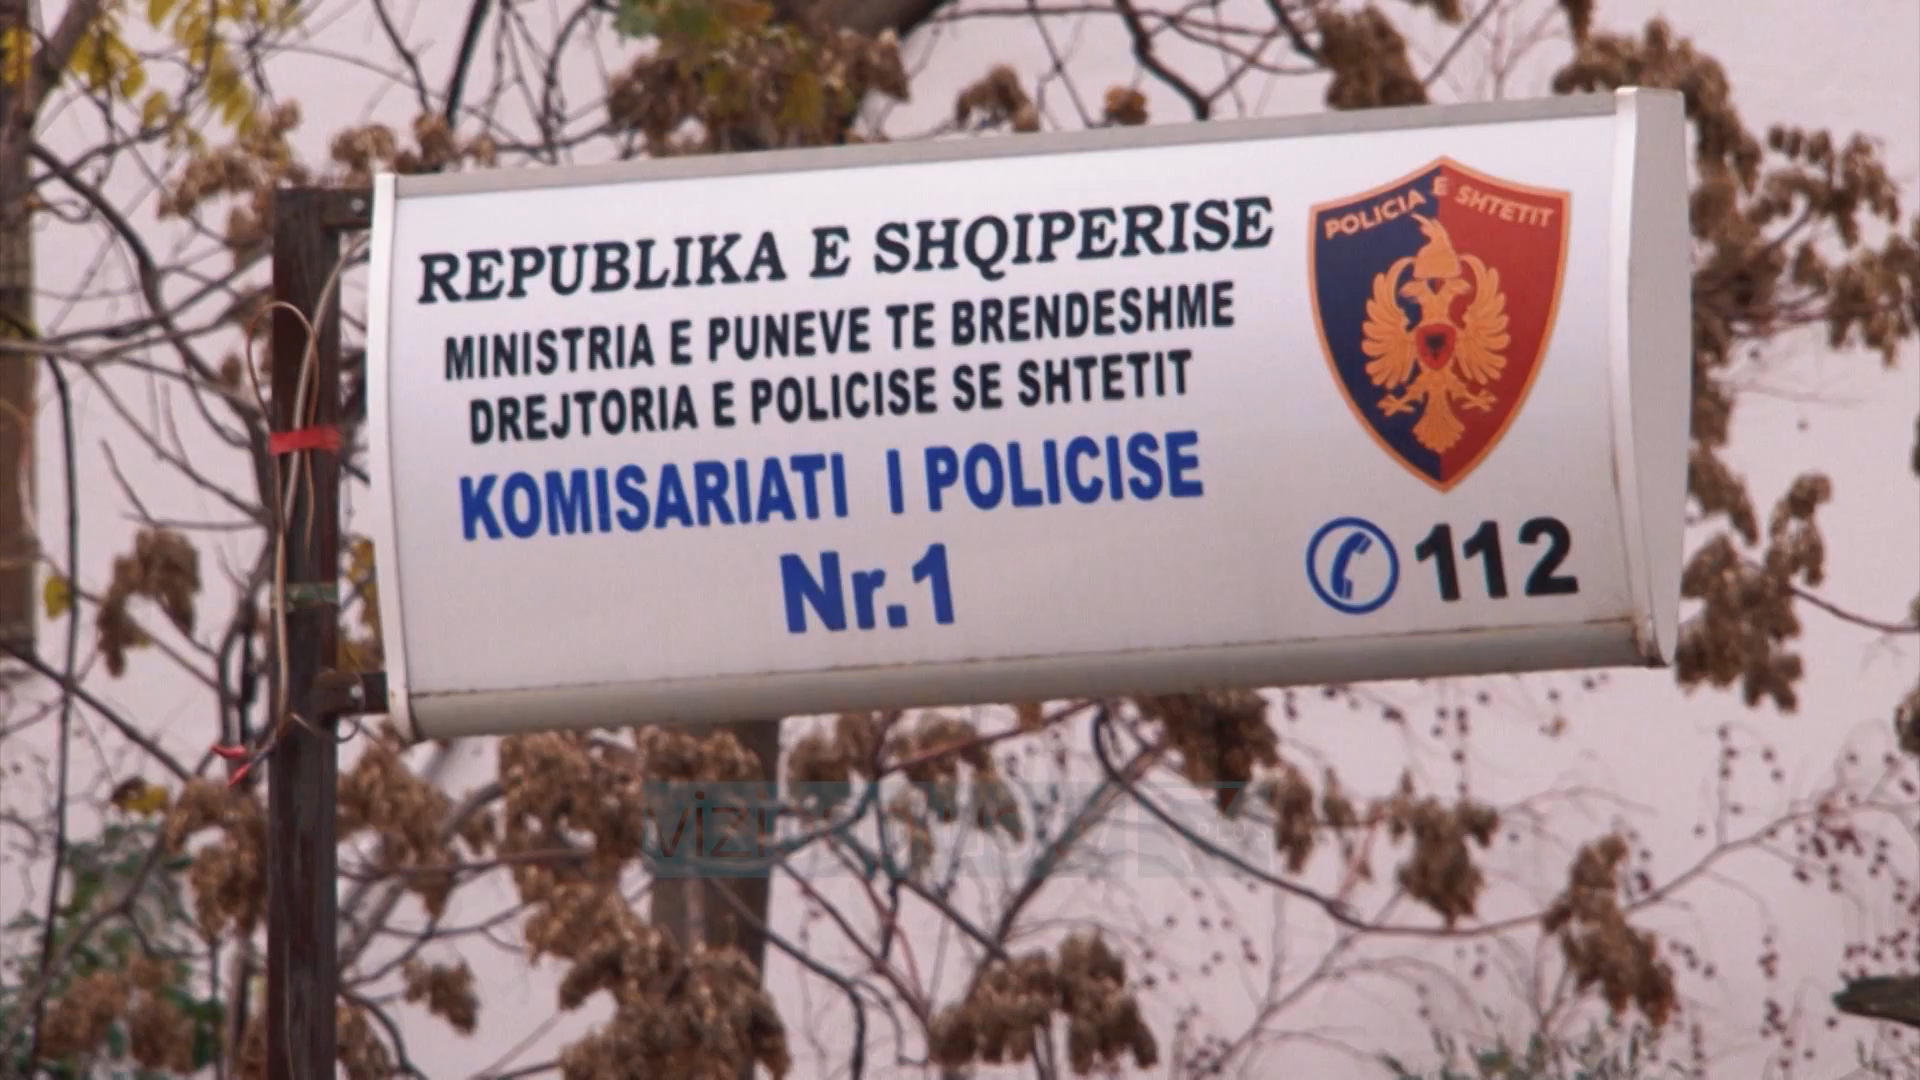 REPUBLIKA E SHQIPERISE
MINISTRIA E PUNEVE TE BRENDESHME
DREJTORIA E POLICISE SE SHTETIT
KOMISARIATI I POLICISE
Nr.1
POLICIA E SHTETIT
112